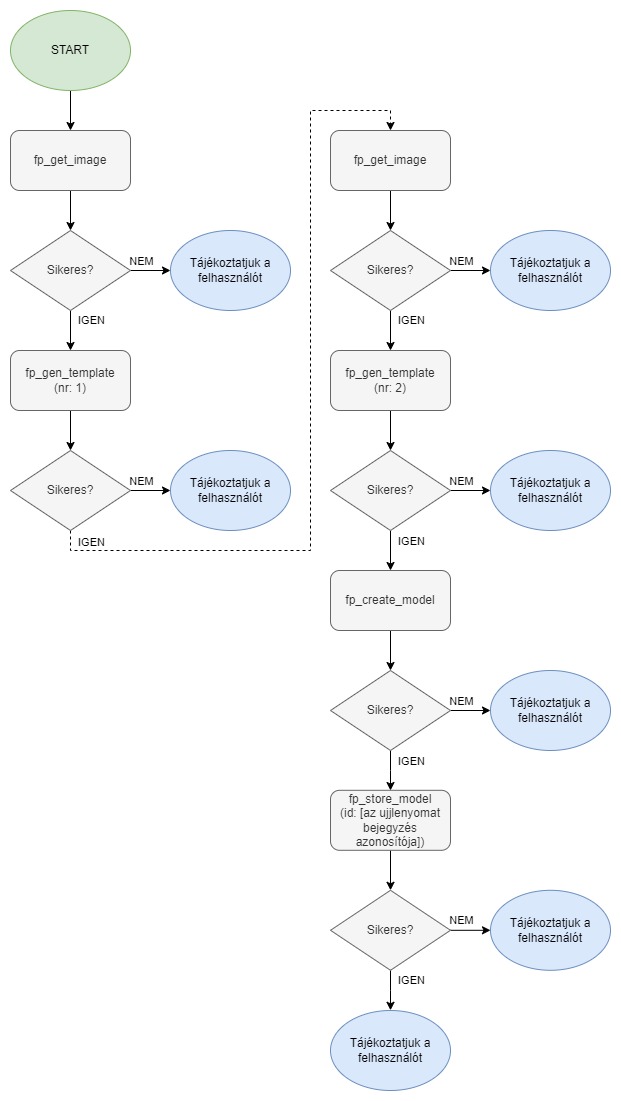 START
fp_get_image
Sikeres?
NEM
Tájékoztatjuk a
felhasználót
IGEN
fp_gen_template
(nr: 1)
Sikeres?
NEM
Tájékoztatjuk a
felhasználót
IGEN
fp_get_image
Sikeres?
NEM
Tájékoztatjuk a
felhasználót
IGEN
fp_gen_template
(nr: 2)
Sikeres?
NEM
Tájékoztatjuk a
felhasználót
IGEN
fp_create_model
Sikeres?
NEM
Tájékoztatjuk a
felhasználót
IGEN
fp_store_model
(id: [az ujjlenyomat
bejegyzés
azonosítója])
Sikeres?
NEM
Tájékoztatjuk a
felhasználót
IGEN
Tájékoztatjuk a
felhasználót